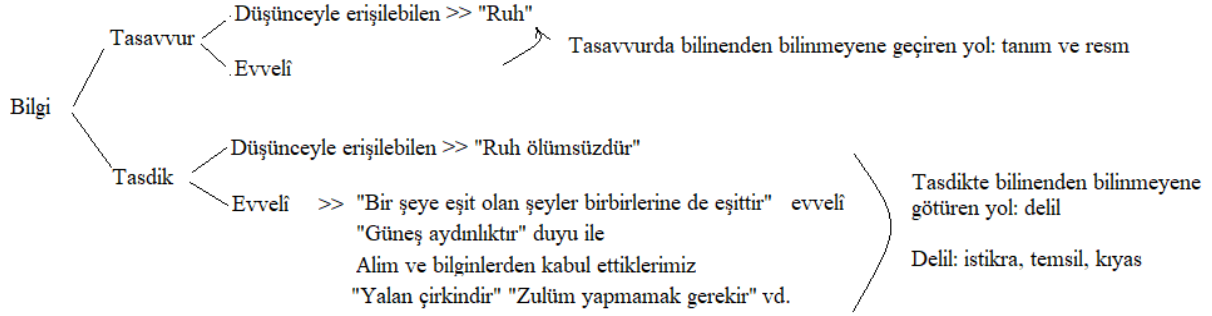 Düşünceyle erişilebilen >> "Ruh"
Tasavvur
Evvelî
Tasavvurda bilinenden bilinmeyene geçiren yol: tanım ve resm
Bilgi
Düşünceyle erişilebilen >> "Ruh ölümsüzdür"
Tasdik
Evvelî >> "Bir şeye eşit olan şeyler birbirlerine de eşittir" evvelî
"Güneş aydınlıktır" duyu ile
Alim ve bilginlerden kabul ettiklerimiz
"Yalan çirkindir" "Zulüm yapmamak gerekir" vd.
Tasdikte bilinenden bilinmeyene
götüren yol: delil
Delil: istikra, temsil, kıyas